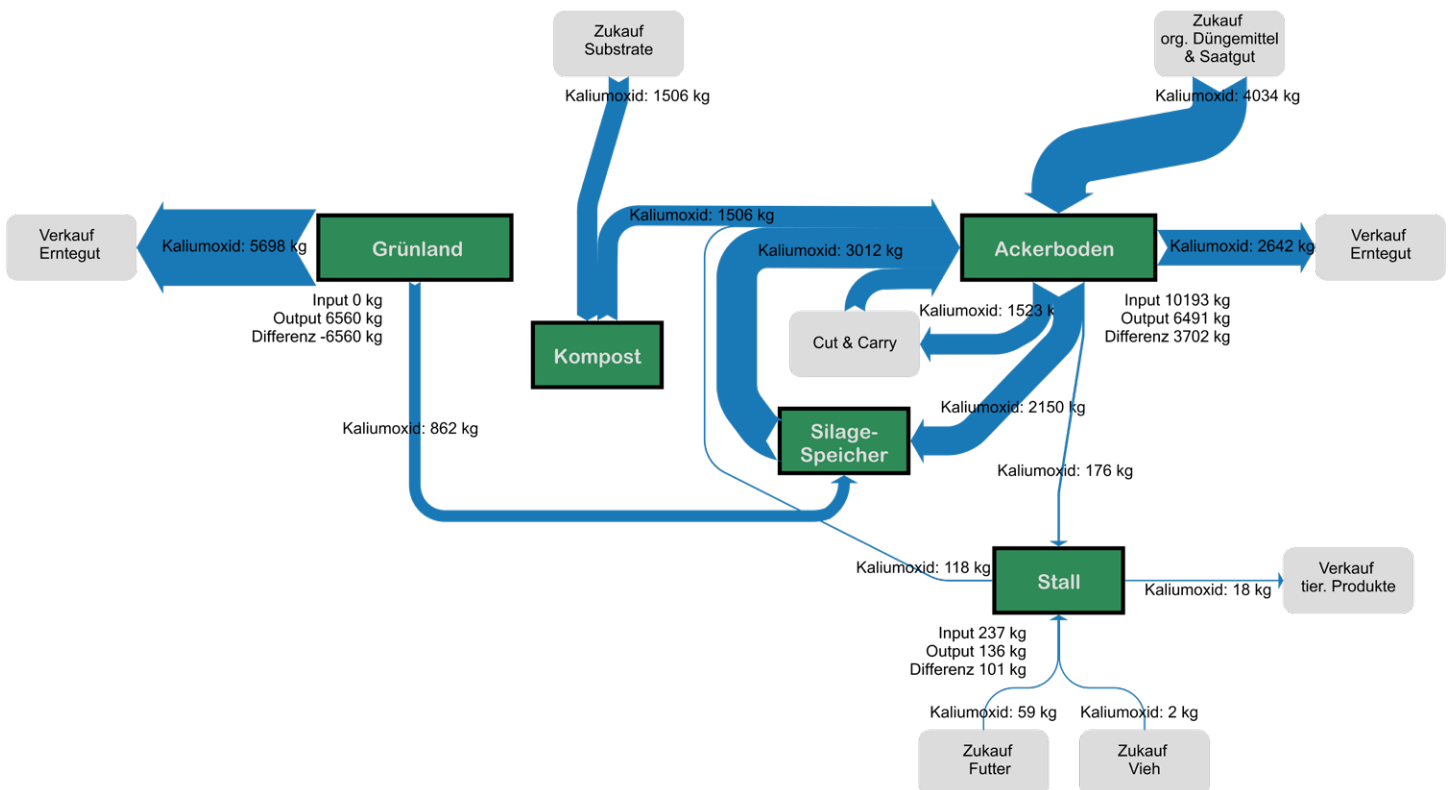 Zukauf
Substrate
Zukauf
org. Düngemittel
& Saatgut
Kaliumoxid: 1506 kg
Kaliumoxid: 4034 kg
Verkauf
Erntegut
Kaliumoxid: 5698 kg
Grünland
Kaliumoxid: 1506 kg
Kaliumoxid: 3012 kg
Ackerboden
Kaliumoxid: 2642 kg
Verkauf
Erntegut
Input 0 kg
Output 6560 kg
Differenz -6560 kg
Input 10193 kg
Output 6491 kg
Differenz 3702 kg
Kompost
Kaliumoxid: 1523 k
Cut & Carry
Kaliumoxid: 862 kg
Kaliumoxid: 2150 kg
Silage-
Speicher
Kaliumoxid: 176 kg
Kaliumoxid: 118 kg
Stall
Kaliumoxid: 18 kg
Verkauf
tier. Produkte
Input 237 kg
Output 136 kg
Differenz 101 kg
Kaliumoxid: 59 kg
Kaliumoxid: 2 kg
Zukauf
Futter
Zukauf
Vieh